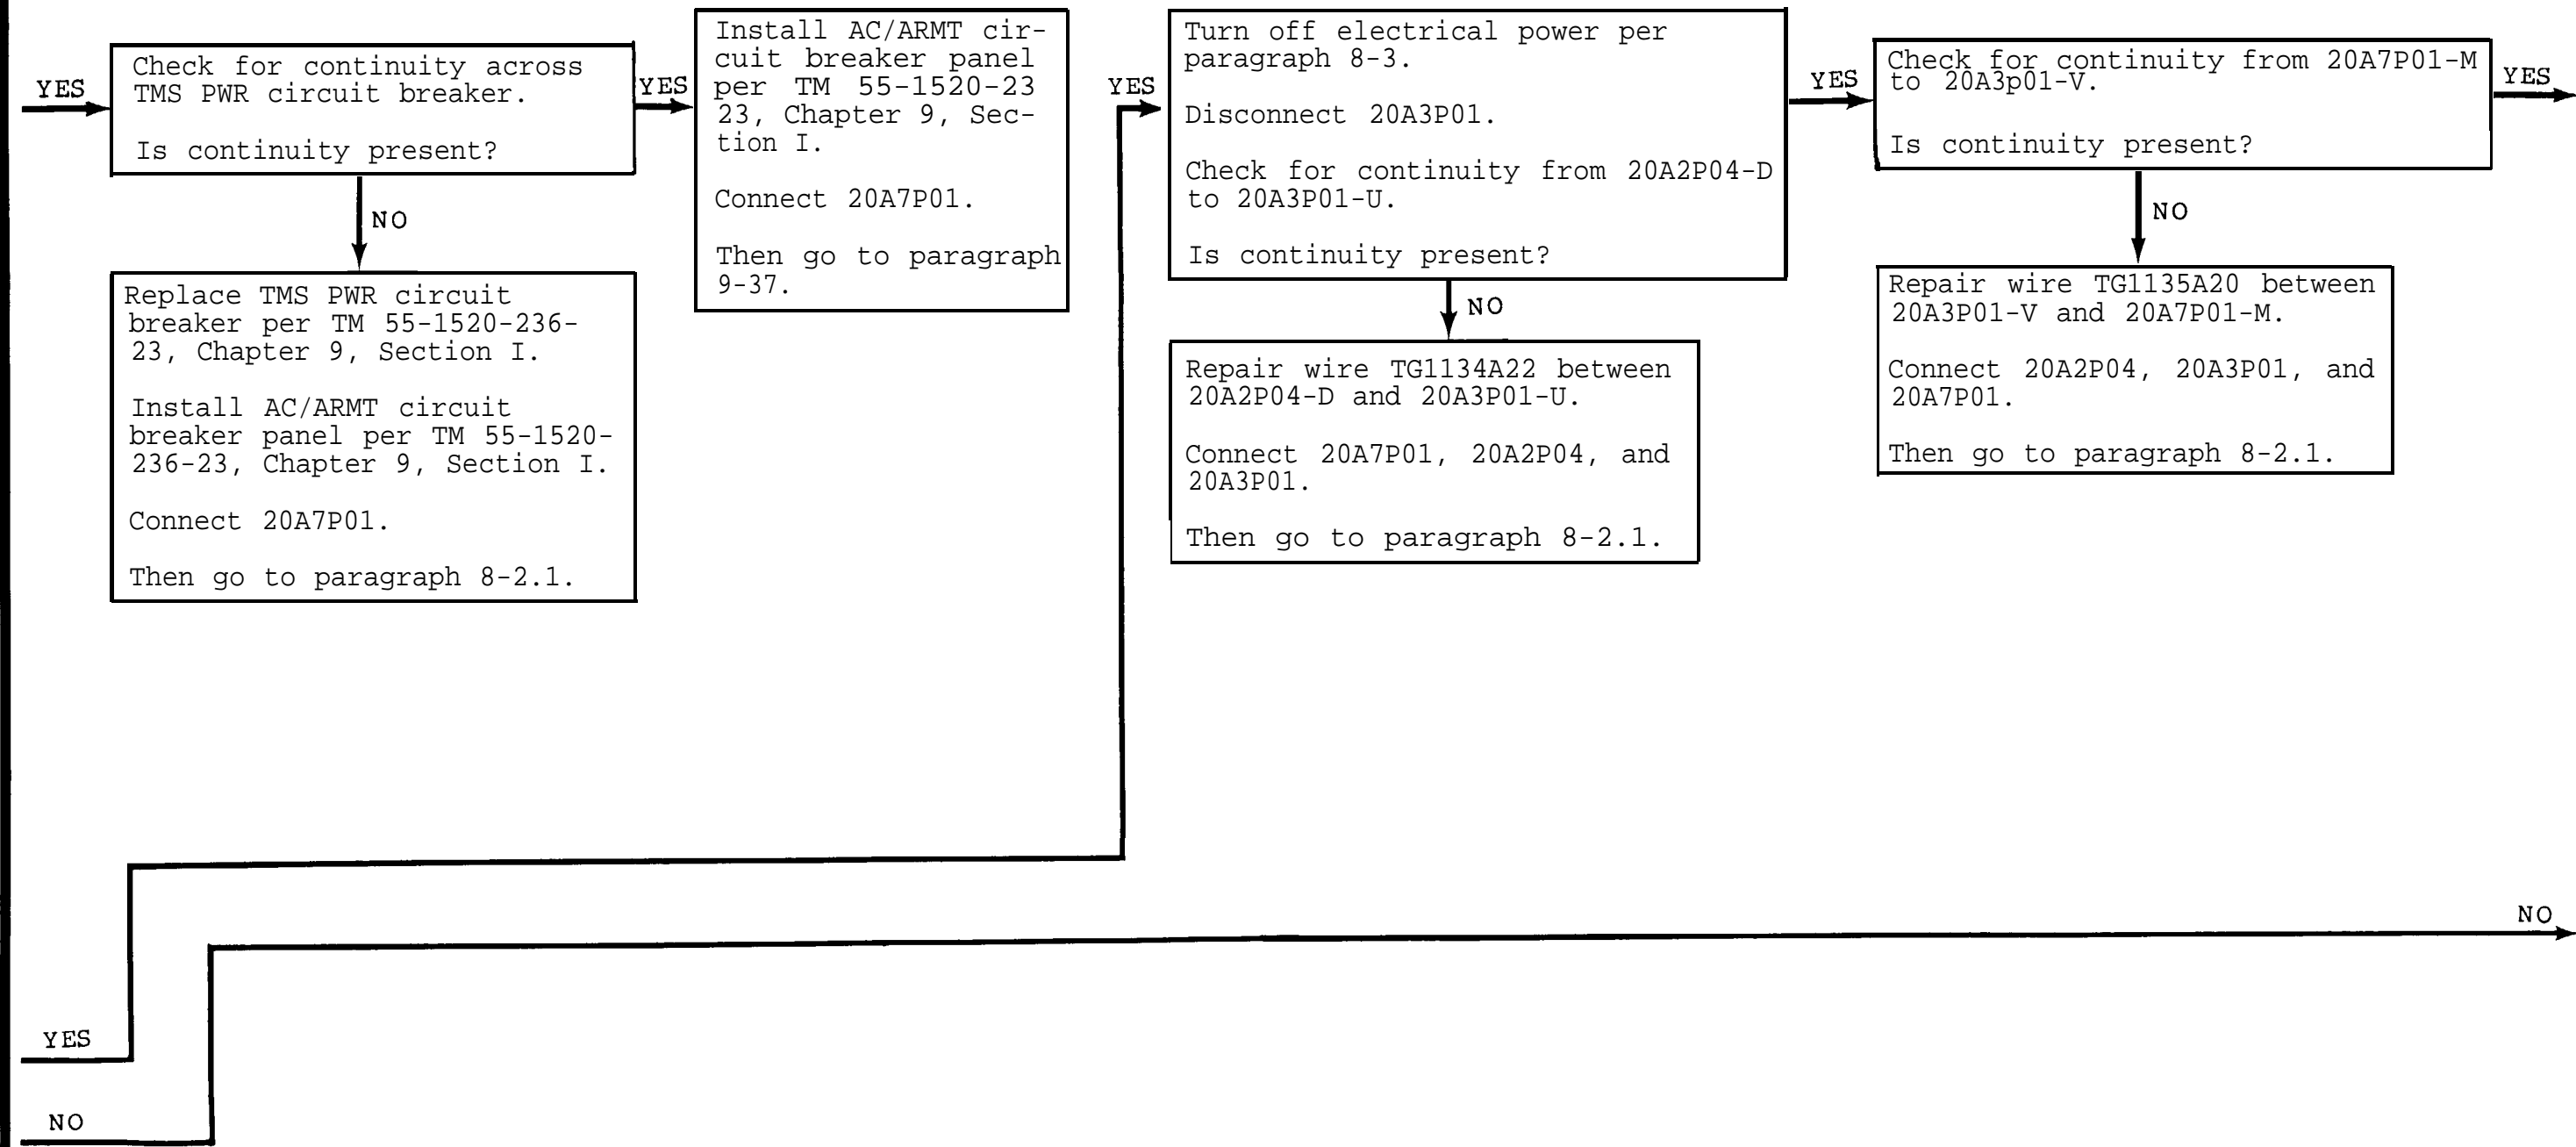 YES
Check for continuity across
TMS PWR circuit breaker.
Is continuity present?
NO
Replace TMS PWR circuit
breaker per TM 55-1520-236-
23, Chapter 9, Section I.
Install AC/ARMT circuit
breaker panel per TM 55-1520-
236-23, Chapter 9, Section I.
Connect 20A7P01.
Then go to paragraph 8-2.1.
YES
Install AC/ARMT cir-
cuit breaker panel
per TM 55-1520-23
23, Chapter 9, Sec-
tion I.
Connect 20A7P01.
Then go to paragraph
9-37.
YES
Turn off electrical power per
paragraph 8-3.
Disconnect 20A3P01.
Check for continuity from 20A2P04-D
to 20A3P01-U.
Is continuity present?
NO
Repair wire TG1134A22 between
20A2P04-D and 20A3P01-U.
Connect 20A7P01, 20A2P04, and
20A3P01.
Then go to paragraph 8-2.1.
YES
Check for continuity from 20A7P01-M
to 20A3p01-V.
Is continuity present?
YES
NO
Repair wire TG1135A20 between
20A3P01-V and 20A7P01-M.
Connect 20A2P04, 20A3P01, and
20A7P01.
Then go to paragraph 8-2.1.
NO
YES
NO